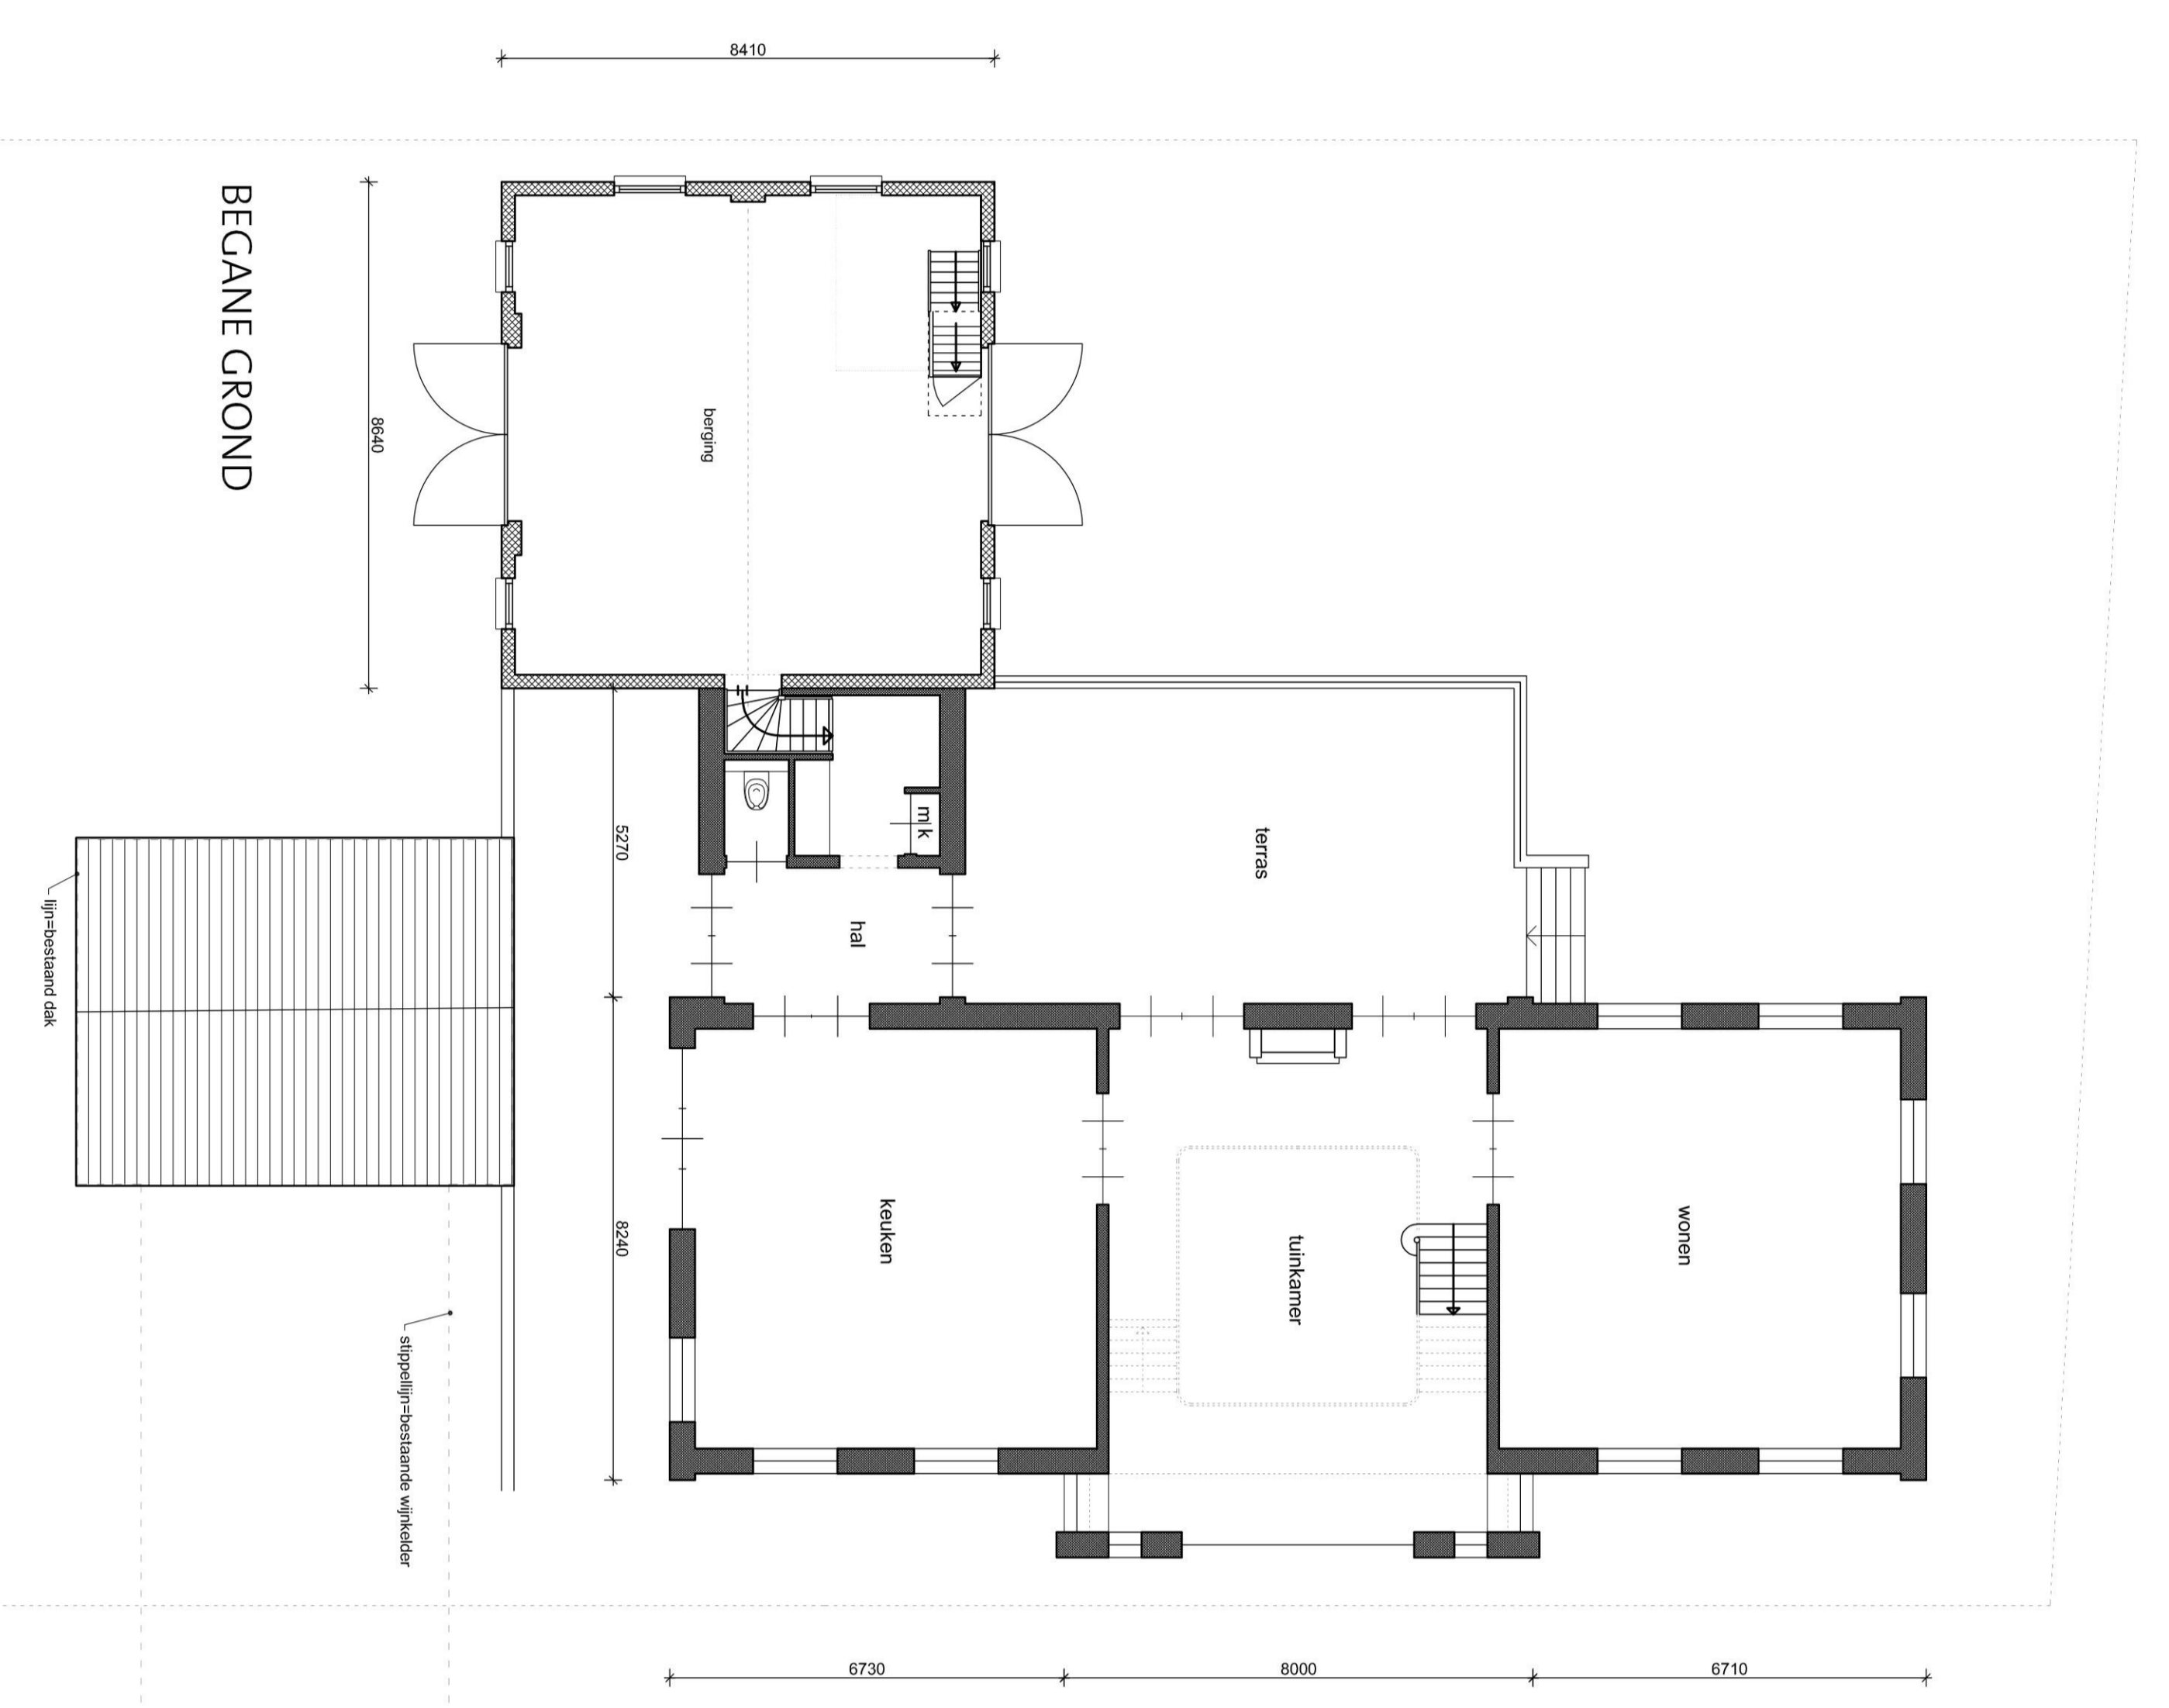 8410
BEGANE GROND
8640
berging
5270
m k
terras
hal
lijn=bestaand dak
8240
keuken
tuinkamer
wonen
stippellijn=bestaande wijnkelder
6730
8000
6710